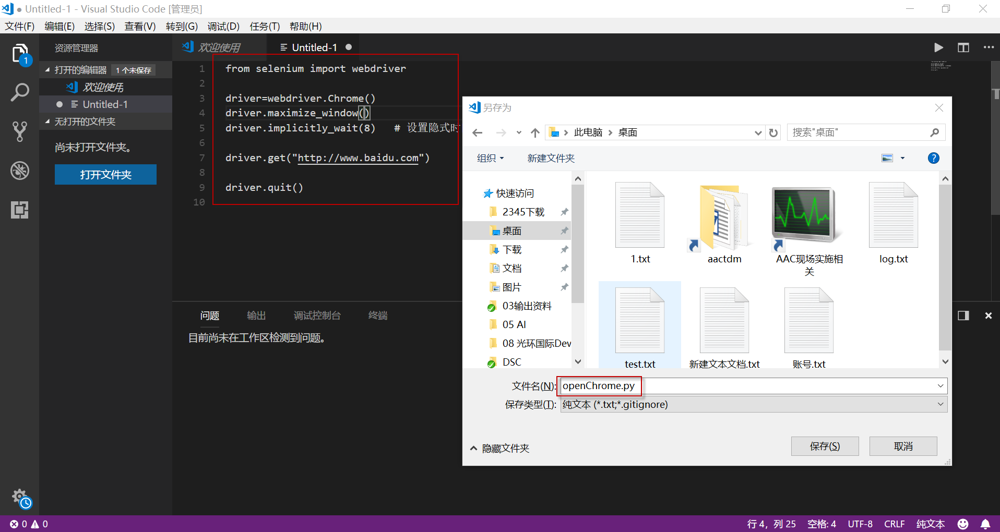 ● Untitled-1 - Visual Studio Code [管理员]
文件(F) 编辑(E) 选择(S) 查看(V) 转到(G) 调试(D) 任务(T) 帮助(H)
资源管理器
1
打开的编辑器 1 个未保存
欢迎使用
Untitled-1
无打开的文件夹
尚未打开文件夹。
打开文件夹
欢迎使用
Untitled-1 ●
1 from selenium import webdriver
2
3 driver=webdriver.Chrome()
4 driver.maximize_window()
5 driver.implicitly_wait(8) # 设置隐式时
6
7 driver.get("http://www.baidu.com")
8
9 driver.quit()
10
问题 输出 调试控制台 终端
目前尚未在工作区检测到问题。
另存为
此电脑 > 桌面
搜索"桌面"
组织 新建文件夹
快速访问
2345下载
桌面
下载
文档
图片
03输出资料
05 AI
08 光环国际Dev
DSC
1.txt
aactdm
AAC现场实施相
关
log.txt
test.txt
新建文本文档.txt
账号.txt
文件名(N): openChrome.py
保存类型(T): 纯文本 (*.txt;*.gitignore)
隐藏文件夹
保存(S) 取消
0 0
行 4，列 25 空格: 4 UTF-8 CRLF 纯文本